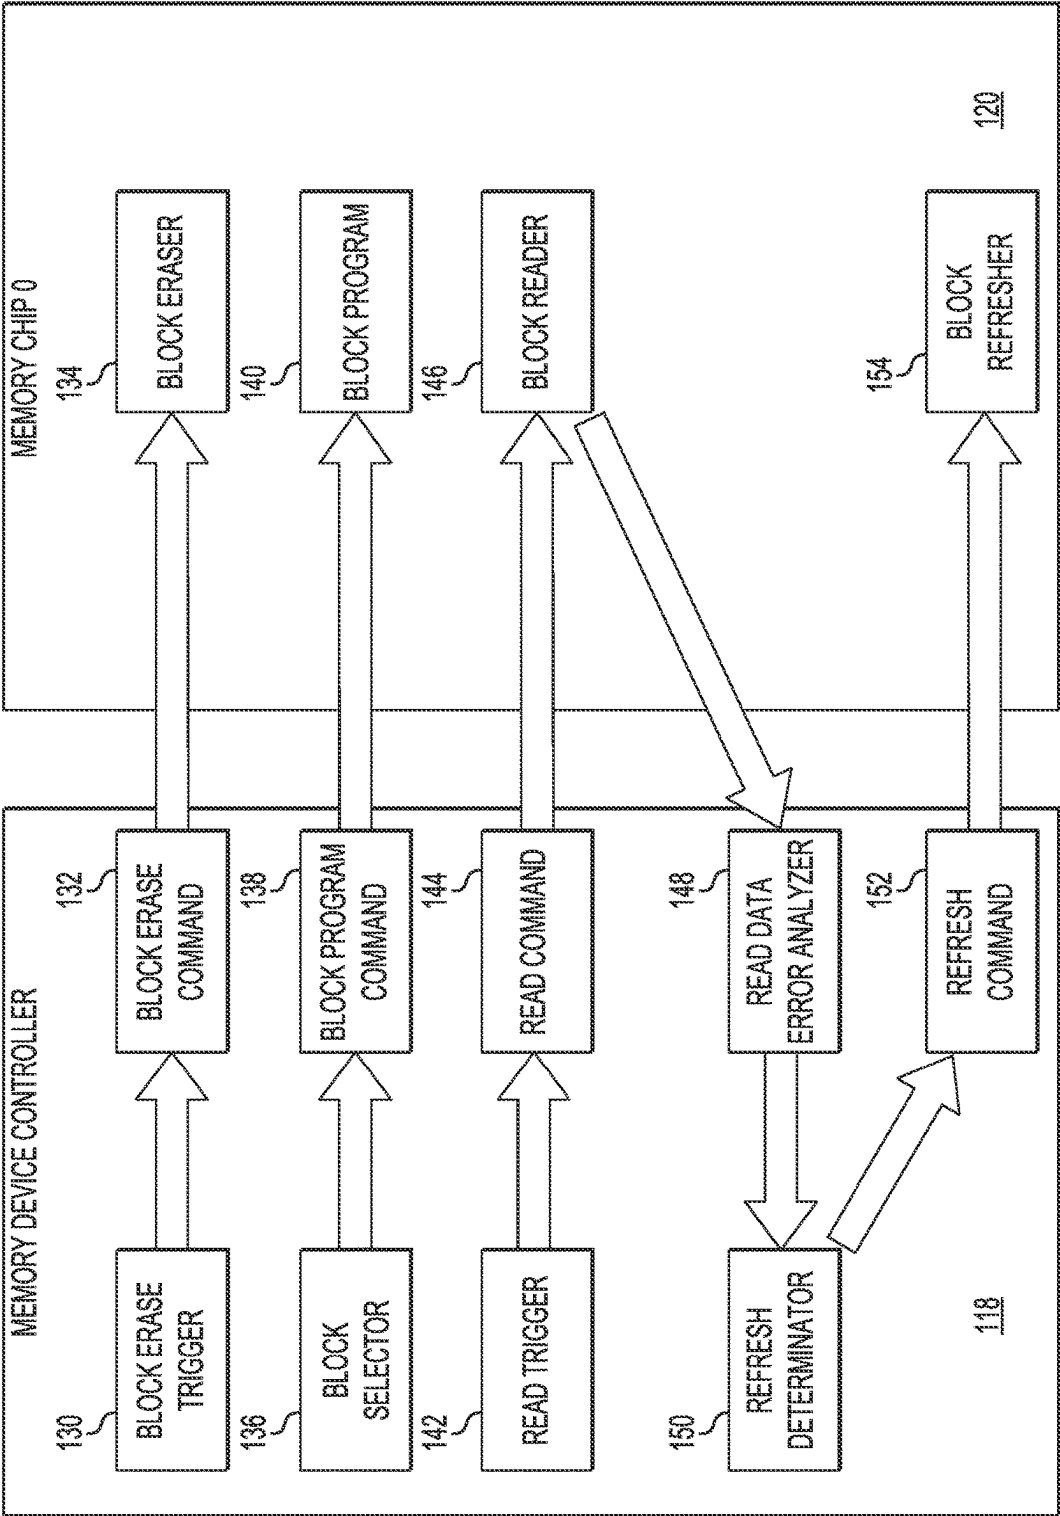 MEMORY DEVICE CONTROLLER
MEMORY CHIP 0
130
BLOCK ERASE
TRIGGER
132
BLOCK ERASE
COMMAND
134
BLOCK ERASER
136
BLOCK
SELECTOR
138
BLOCK PROGRAM
COMMAND
140
BLOCK PROGRAM
142
READ TRIGGER
144
READ COMMAND
146
BLOCK READER
150
REFRESH
DETERMINATOR
148
READ DATA
ERROR ANALYZER
152
REFRESH
COMMAND
154
BLOCK
REFRESHER
118
120